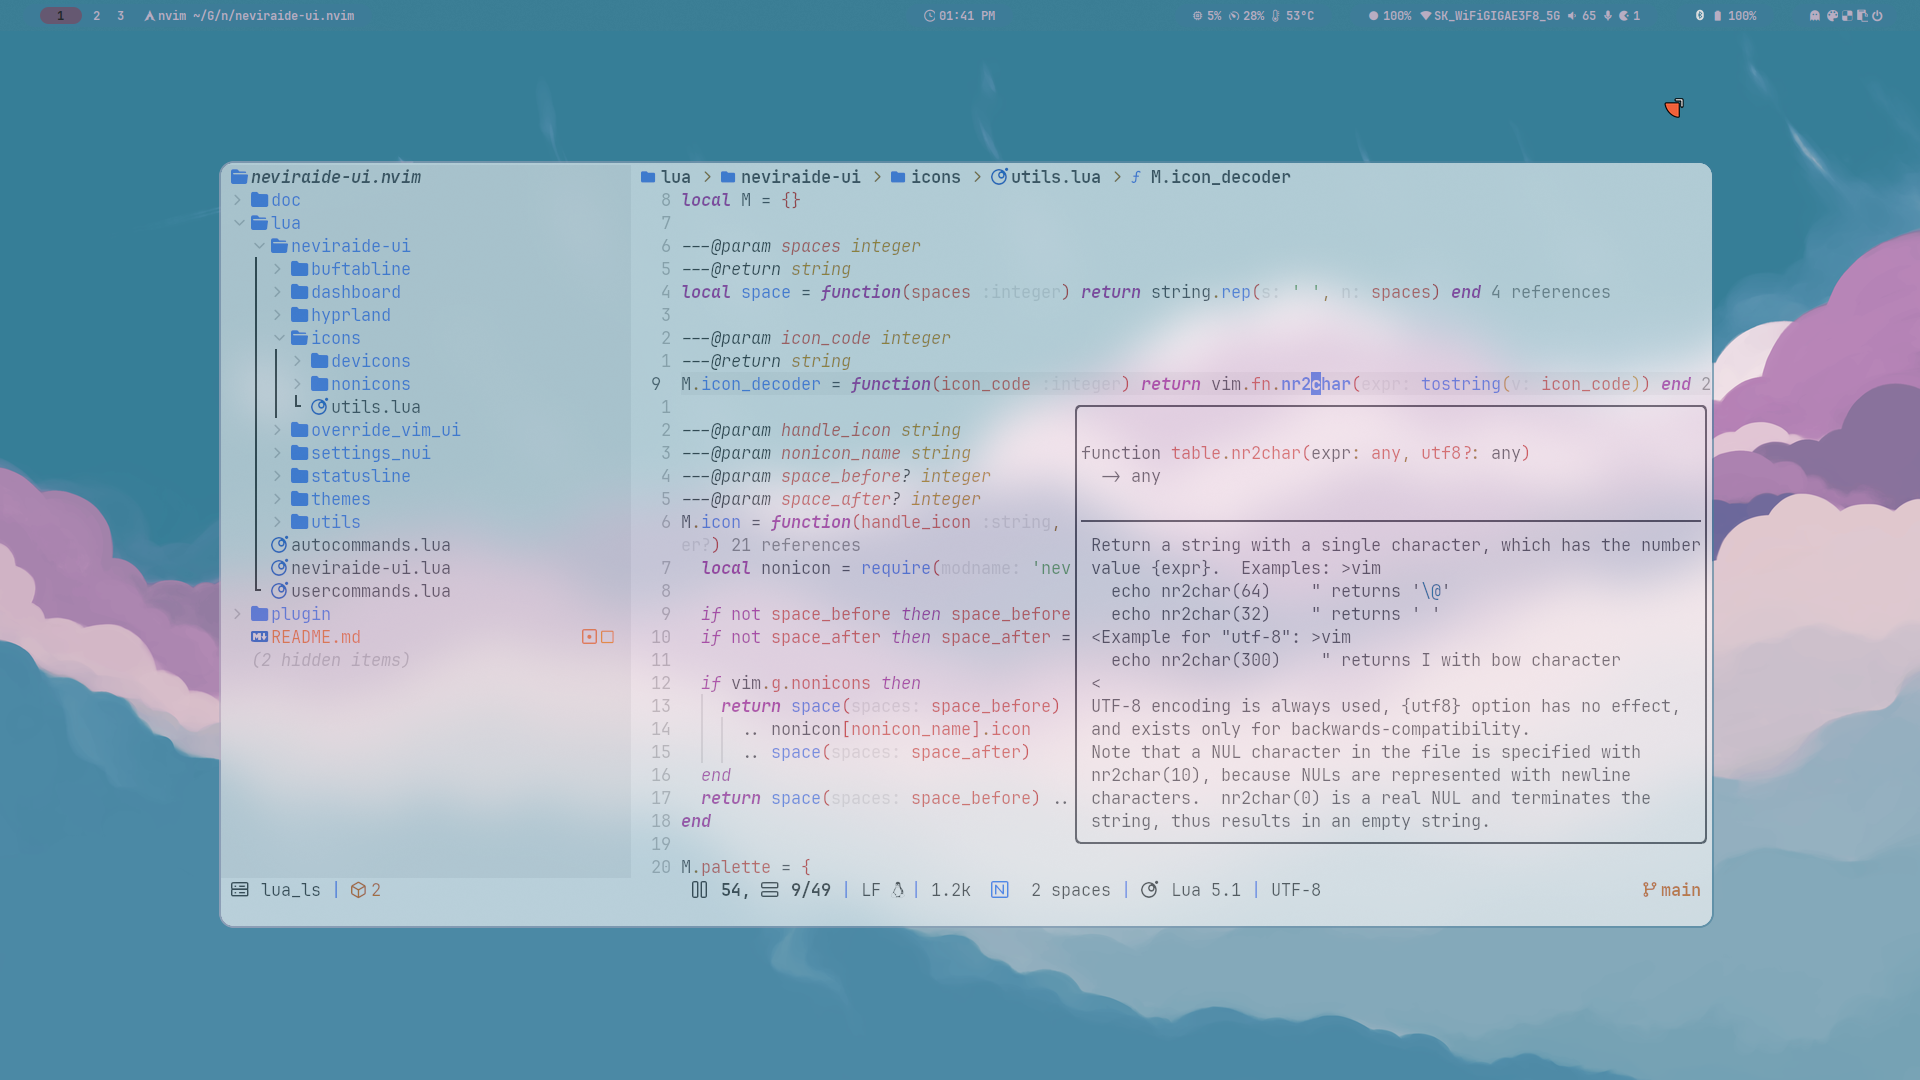 1 2 3 nvim ~/G/n/neviraide-ui.nvim
01:41 PM
5% 28% 53°C 100% SK_WiFiGIGAE3F8_5G 65 1 100%
neviraide-ui.nvim
doc
lua
neviraide-ui
buftabline
dashboard
hyprland
icons
devicons
nonicons
utils.lua
override_vim_ui
settings_nui
statusline
themes
utils
autocommands.lua
neviraide-ui.lua
usercommands.lua
plugin
README.md
(2 hidden items)
lua > neviraide-ui > icons > utils.lua > ƒ M.icon_decoder
8 local M = {}
7
6 ---@param spaces integer
5 ---@return string
4 local space = function(spaces :integer) return string.rep(s: ' ', n: spaces) end 4 references
3
2 ---@param icon_code integer
1 ---@return string
9 M.icon_decoder = function(icon_code :integer) return vim.fn.nr2char(expr: tostring(v: icon_code)) end 2
1
2 ---@param handle_icon string
3 ---@param nonicon_name string
4 ---@param space_before? integer
5 ---@param space_after? integer
6 M.icon = function(handle_icon :string,
er?) 21 references
7 local nonicon = require(modname: 'nev
8
9 if not space_before then space_before
10 if not space_after then space_after =
11
12 if vim.g.nonicons then
13 return space(spaces: space_before)
14 .. nonicon[nonicon_name].icon
15 .. space(spaces: space_after)
16 end
17 return space(spaces: space_before) ..
18 end
19
20 M.palette = {
function table.nr2char(expr: any, utf8?: any)
-> any
Return a string with a single character, which has the number
value {expr}.  Examples: >vim
echo nr2char(64)    " returns '\@'
echo nr2char(32)    " returns ' '
<Example for "utf-8": >vim
echo nr2char(300)    " returns I with bow character
<
UTF-8 encoding is always used, {utf8} option has no effect,
and exists only for backwards-compatibility.
Note that a NUL character in the file is specified with
nr2char(10), because NULs are represented with newline
characters.  nr2char(0) is a real NUL and terminates the
string, thus results in an empty string.
lua_ls | 2 54, 9/49 | LF | 1.2k N 2 spaces | Lua 5.1 | UTF-8 main